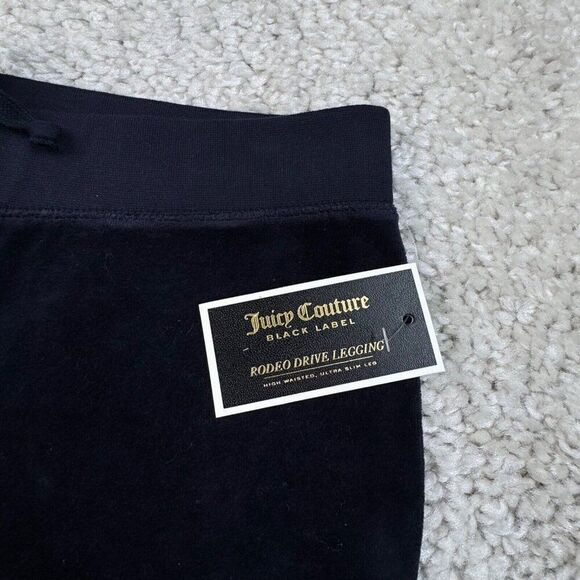 Juicy Couture
BLACK LABEL
RODEO DRIVE LEGGING
HIGH WAISTED, ULTRA SLIM LEG